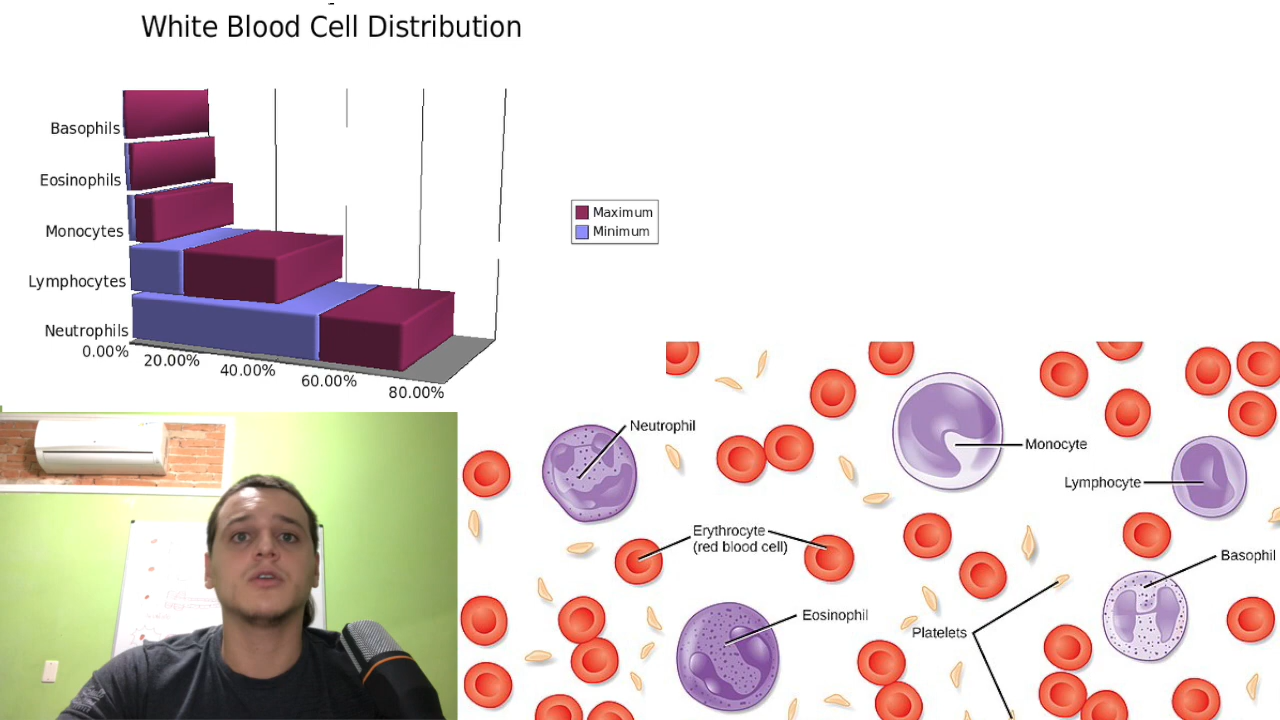 White Blood Cell Distribution
Basophils
Eosinophils
Monocytes
Lymphocytes
Neutrophils
0.00%
20.00%
40.00%
60.00%
80.00%
Maximum
Minimum
Neutrophil
Monocyte
Lymphocyte
Erythrocyte
(red blood cell)
Basophil
Eosinophil
Platelets